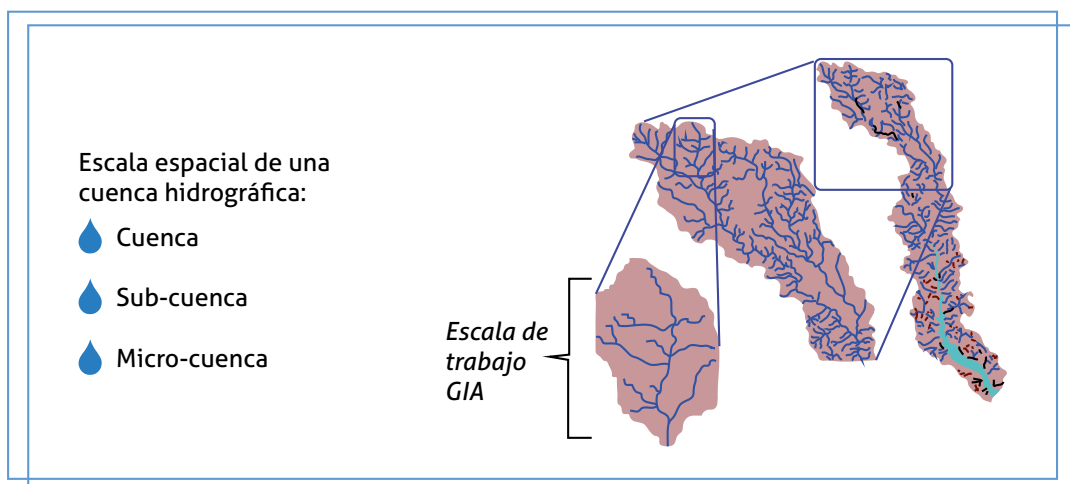 Escala espacial de una
cuenca hidrográfica:
Cuenca
Sub-cuenca
Micro-cuenca
Escala de
trabajo
GIA